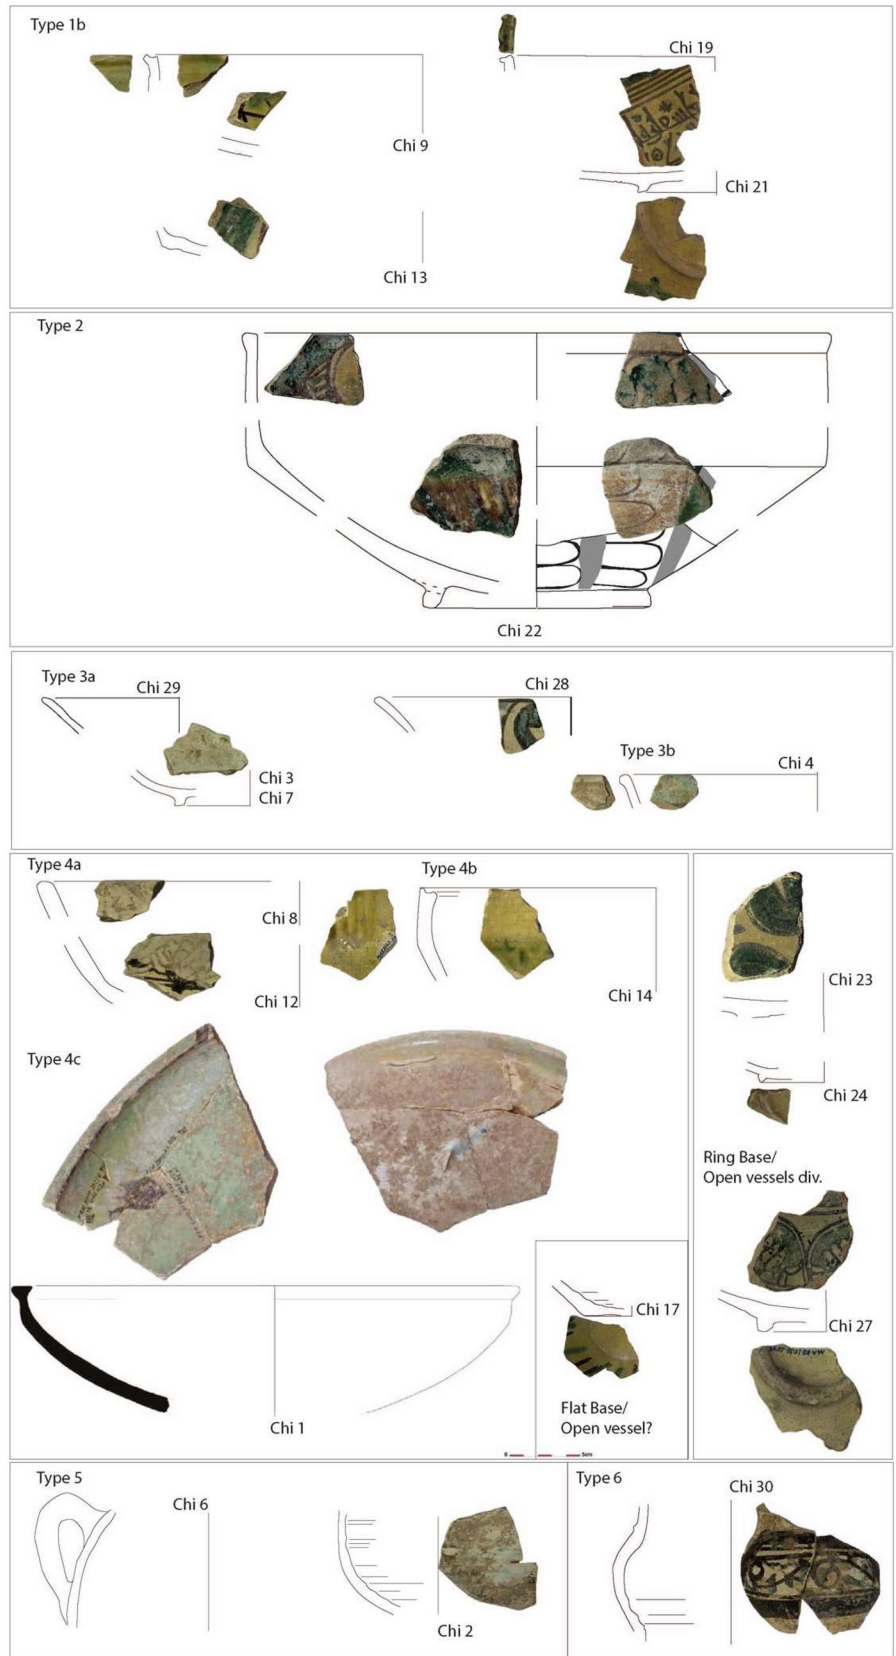 Type 1b
Chi 19
Chi 9
Chi 21
Chi 13
Type 2
Chi 22
Type 3a
Chi 29
Chi 28
Type 3b
Chi 4
Chi 3
Chi 7
Type 4a
Type 4b
Chi 8
Chi 12
Chi 14
Chi 23
Type 4c
Chi 24
Ring Base/
Open vessels div.
Chi 17
Chi 27
Flat Base/
Open vessel?
Chi 1
0 5cm
Type 5
Chi 6
Chi 2
Type 6
Chi 30